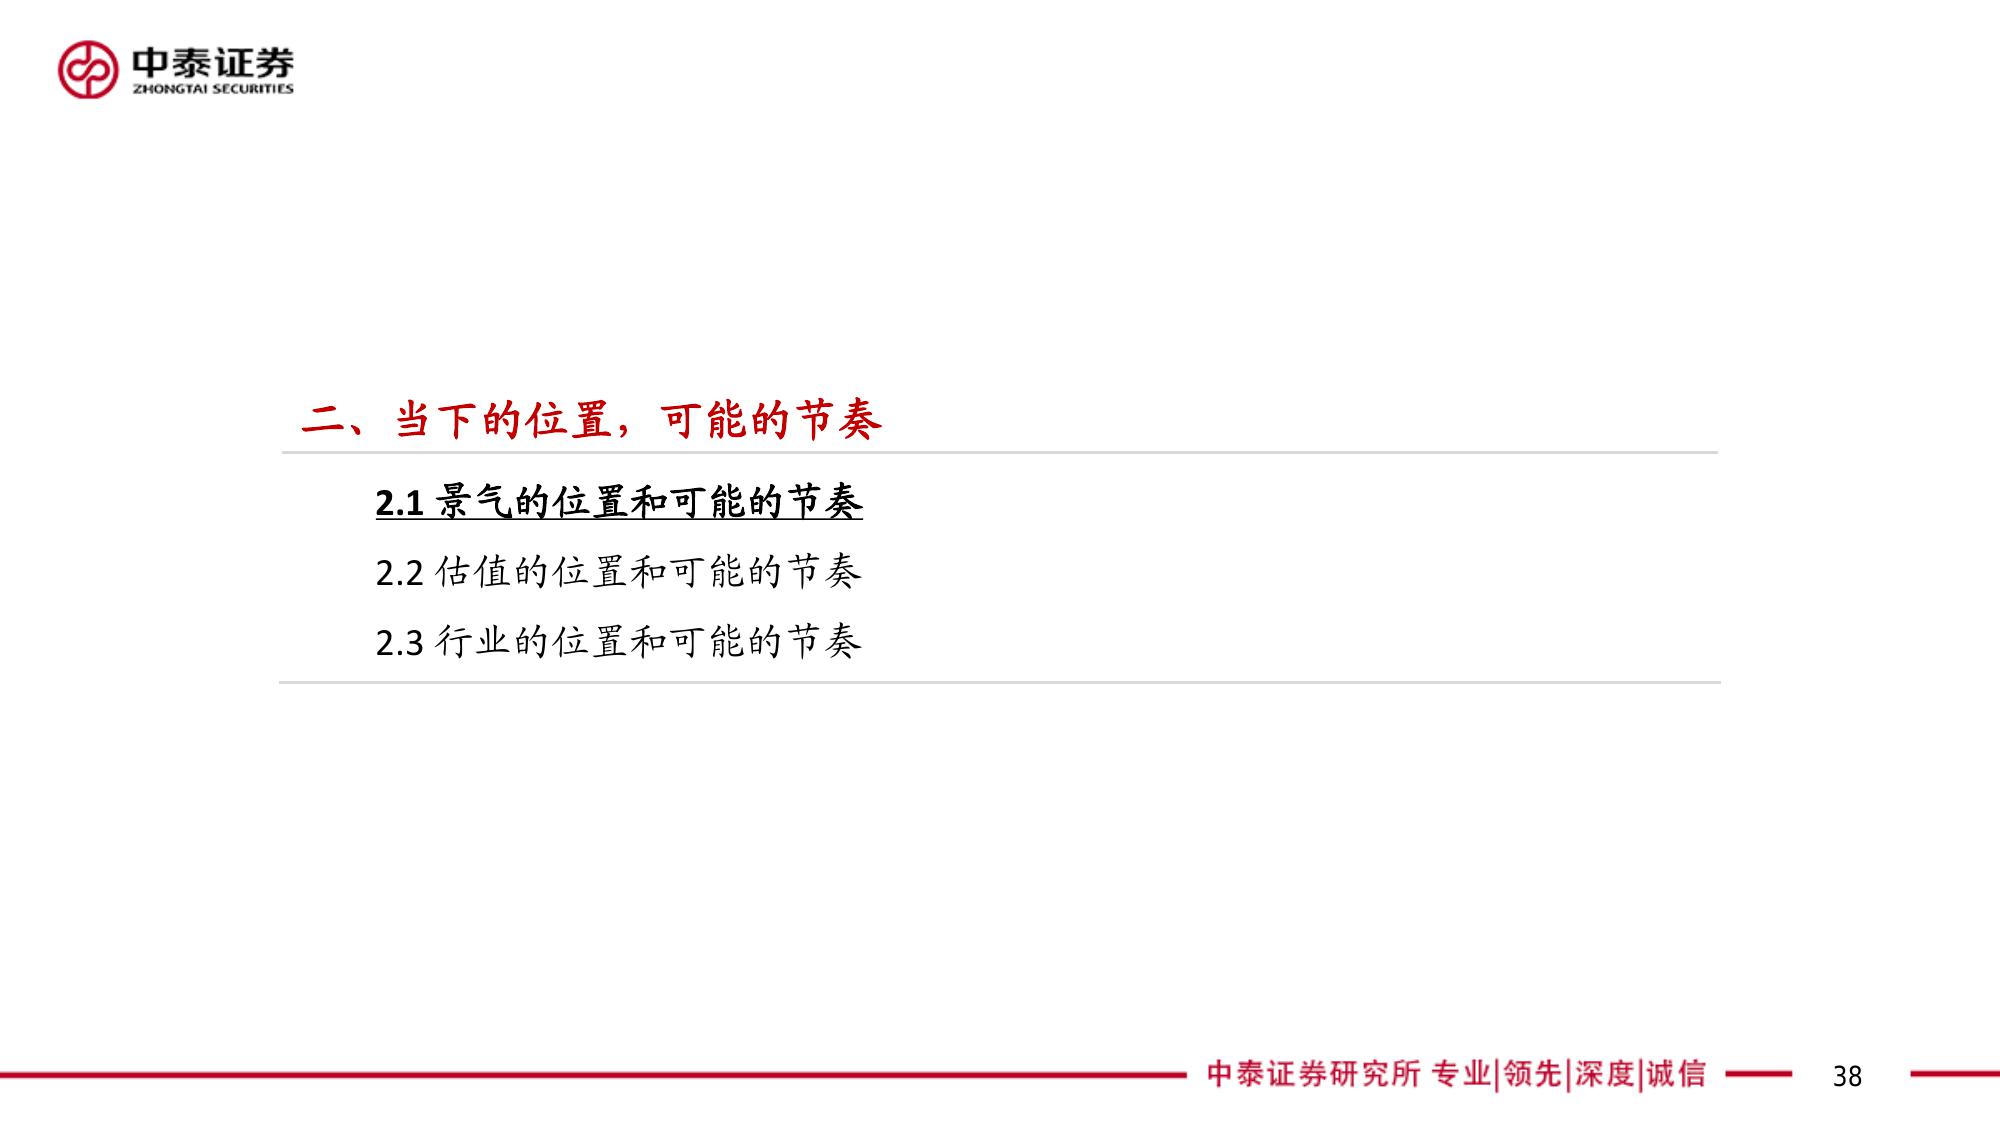 中泰证券
ZHONGTAI SECURITIES
二、当下的位置，可能的节奏
2.1 景气的位置和可能的节奏
2.2 估值的位置和可能的节奏
2.3 行业的位置和可能的节奏
中泰证券研究所 专业|领先|深度|诚信
38